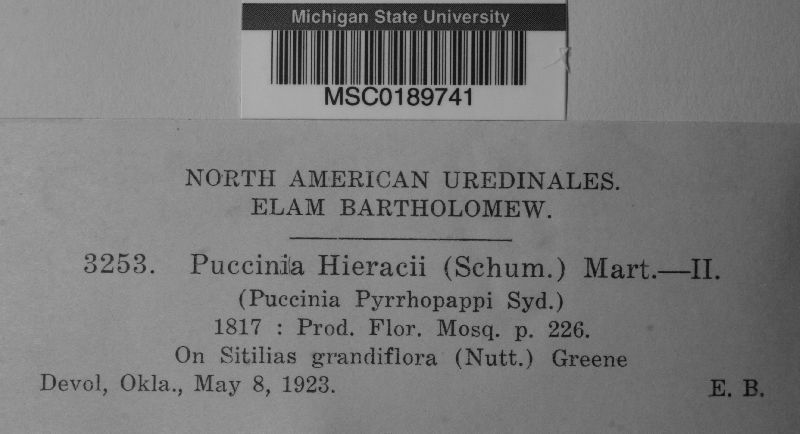 Michigan State University
MSC0189741
NORTH AMERICAN UREDINALES.
ELAM BARTHOLOMEW.
3253. Puccinia Hieracii (Schum.) Mart.—II.
(Puccinia Pyrrhopappi Syd.)
1817 : Prod. Flor. Mosq. p. 226.
On Sitilias grandiflora (Nutt.) Greene
Devol, Okla., May 8, 1923. E. B.